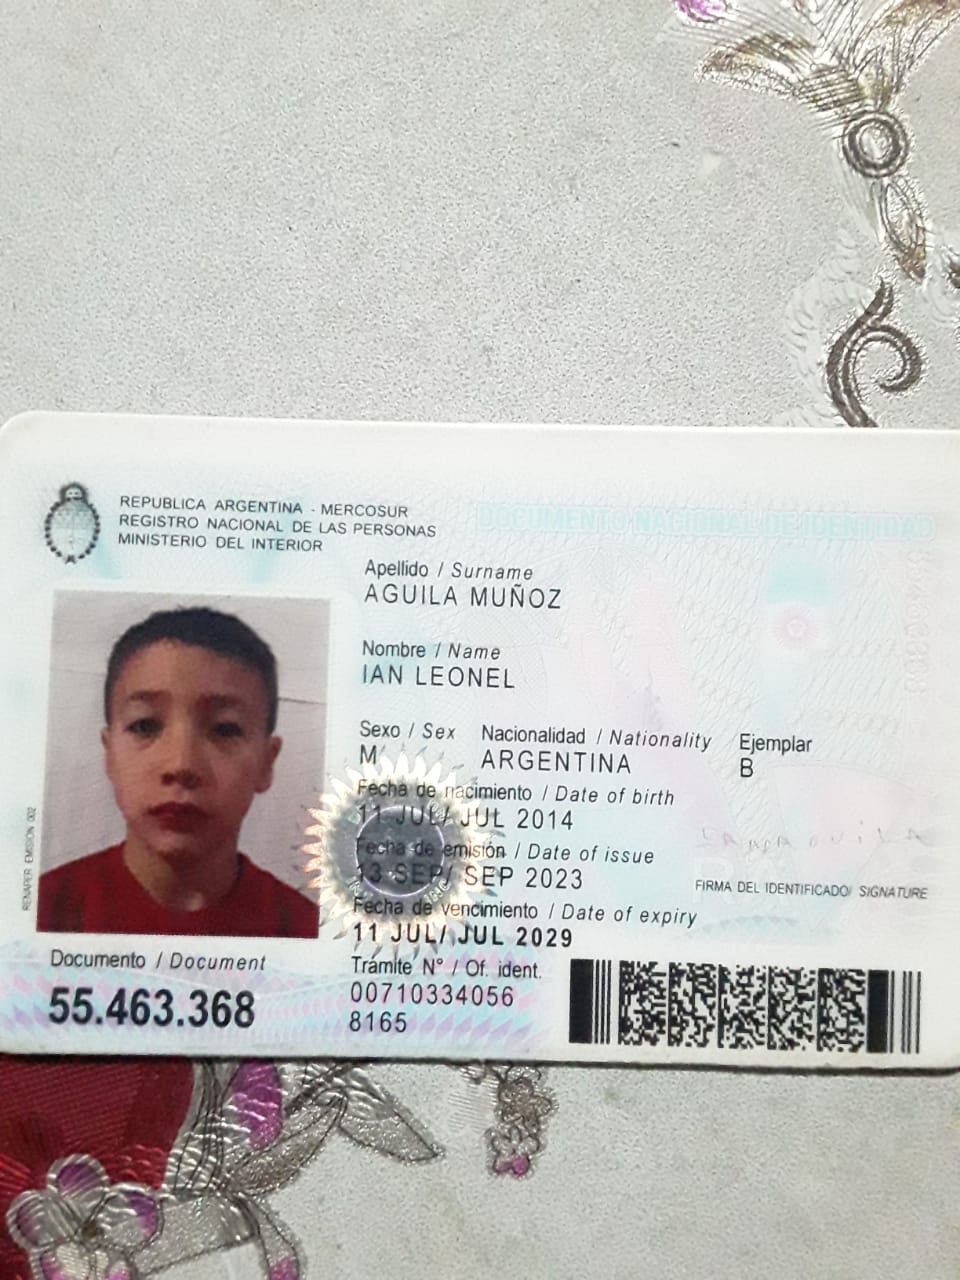 REPUBLICA ARGENTINA - MERCOSUR
REGISTRO NACIONAL DE LAS PERSONAS
MINISTERIO DEL INTERIOR
DOCUMENTO NACIONAL DE IDENTIDAD
Apellido / Surname
AGUILA MUÑOZ
Nombre / Name
IAN LEONEL
Sexo / Sex Nacionalidad / Nationality Ejemplar
M ARGENTINA B
Fecha de nacimiento / Date of birth
11 JUL/ JUL 2014
Fecha de emisión / Date of issue
13 SEP/ SEP 2023
FIRMA DEL IDENTIFICADO/ SIGNATURE
Fecha de vencimiento / Date of expiry
11 JUL/ JUL 2029
RENAPER EMISIÓN 002
Documento / Document
55.463.368
Trámite N° / Of. ident.
00710334056
8165